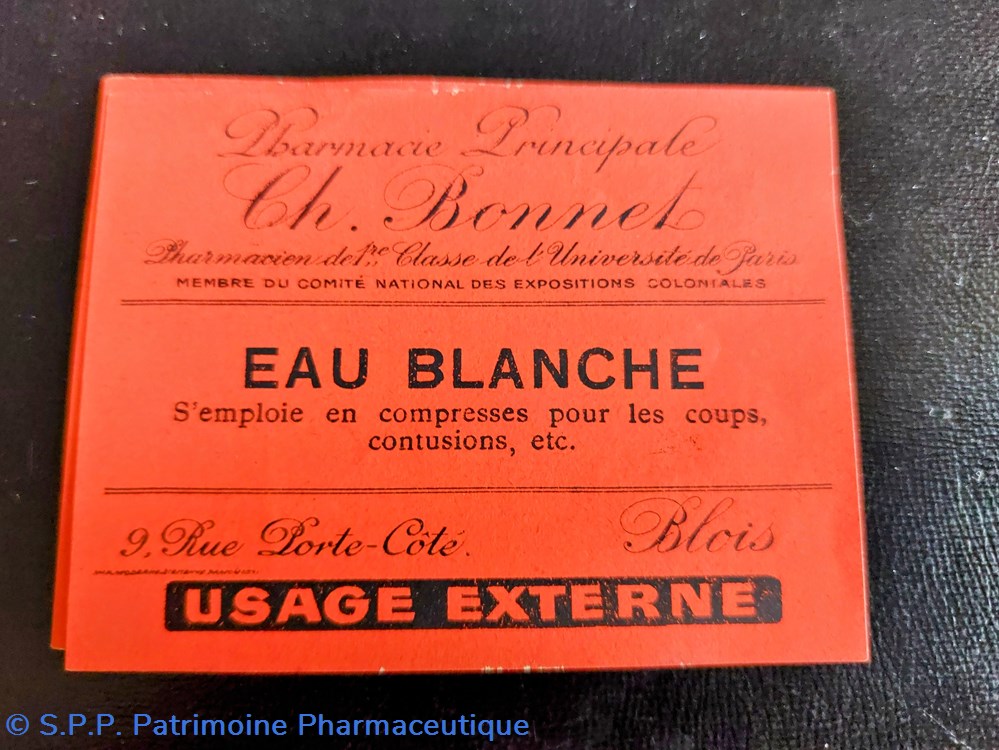 Pharmacie Principale
Ch. Bonnet
Pharmacien de 1re Classe de l'Université de Paris
MEMBRE DU COMITÉ NATIONAL DES EXPOSITIONS COLONIALES
EAU BLANCHE
S'emploie en compresses pour les coups,
contusions, etc.
9, Rue Porte-Côté.
Blois
USAGE EXTERNE
© S.P.P. Patrimoine Pharmaceutique